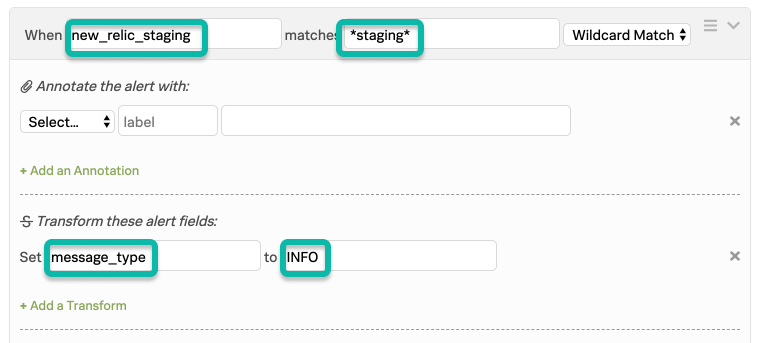 When new_relic_staging matches *staging* Wildcard Match
Annotate the alert with:
Select... label
+ Add an Annotation
Transform these alert fields:
Set message_type to INFO
+ Add a Transform